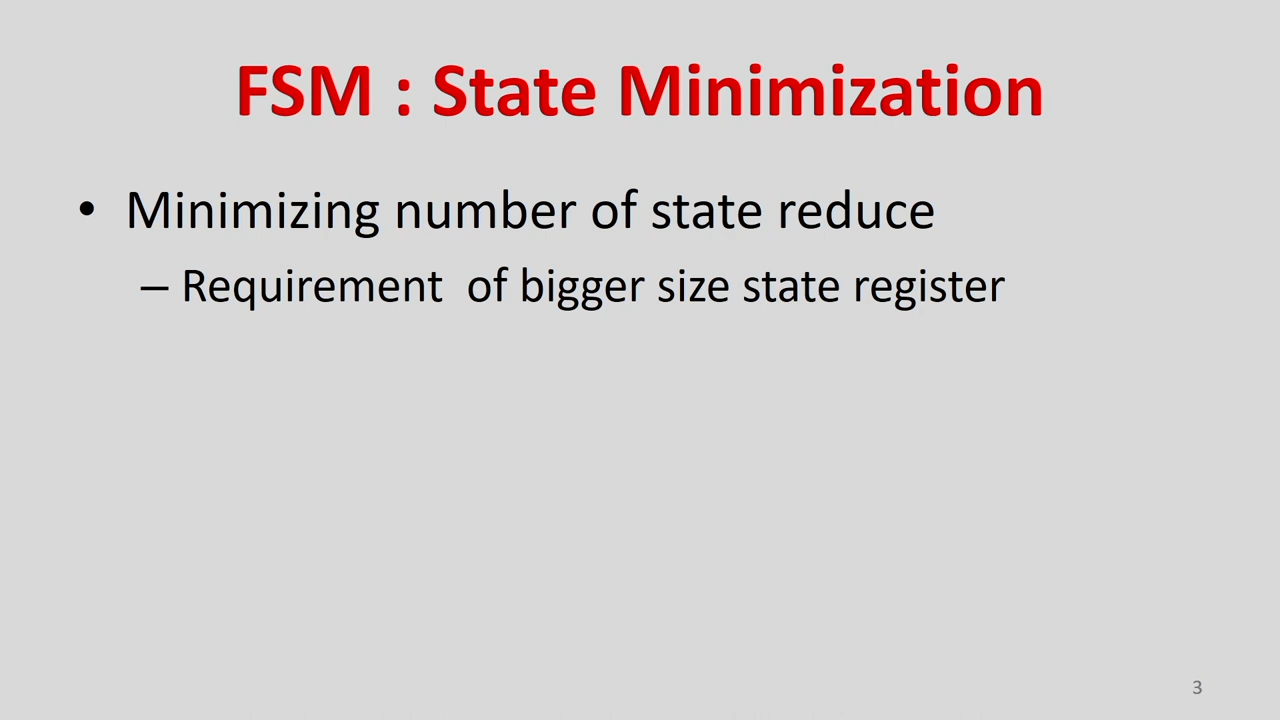 FSM : State Minimization
• Minimizing number of state reduce
– Requirement of bigger size state register
3